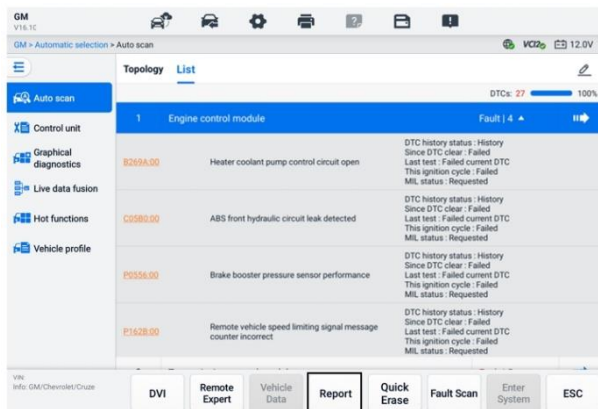 GM
V16.10
GM > Automatic selection > Auto scan
VCI2
12.0V
Topology List
DTCs: 27
100%
Auto scan
Control unit
Graphical
diagnostics
Live data fusion
Hot functions
Vehicle profile
1 Engine control module Fault | 4
B269A:00 Heater coolant pump control circuit open
DTC history status : History
Since DTC clear : Failed
Last test : Failed current DTC
This ignition cycle : Failed
MIL status : Requested
C05B0:00 ABS front hydraulic circuit leak detected
DTC history status : History
Since DTC clear : Failed
Last test : Failed current DTC
This ignition cycle : Failed
MIL status : Requested
P0556:00 Brake booster pressure sensor performance
DTC history status : History
Since DTC clear : Failed
Last test : Failed current DTC
This ignition cycle : Failed
MIL status : Requested
P162B:00 Remote vehicle speed limiting signal message
counter incorrect
DTC history status : History
Since DTC clear : Failed
Last test : Failed current DTC
This ignition cycle : Failed
MIL status : Requested
VIN:
Info: GM/Chevrolet/Cruze
DVI
Remote
Expert
Vehicle
Data
Report
Quick
Erase
Fault Scan
Enter
System
ESC